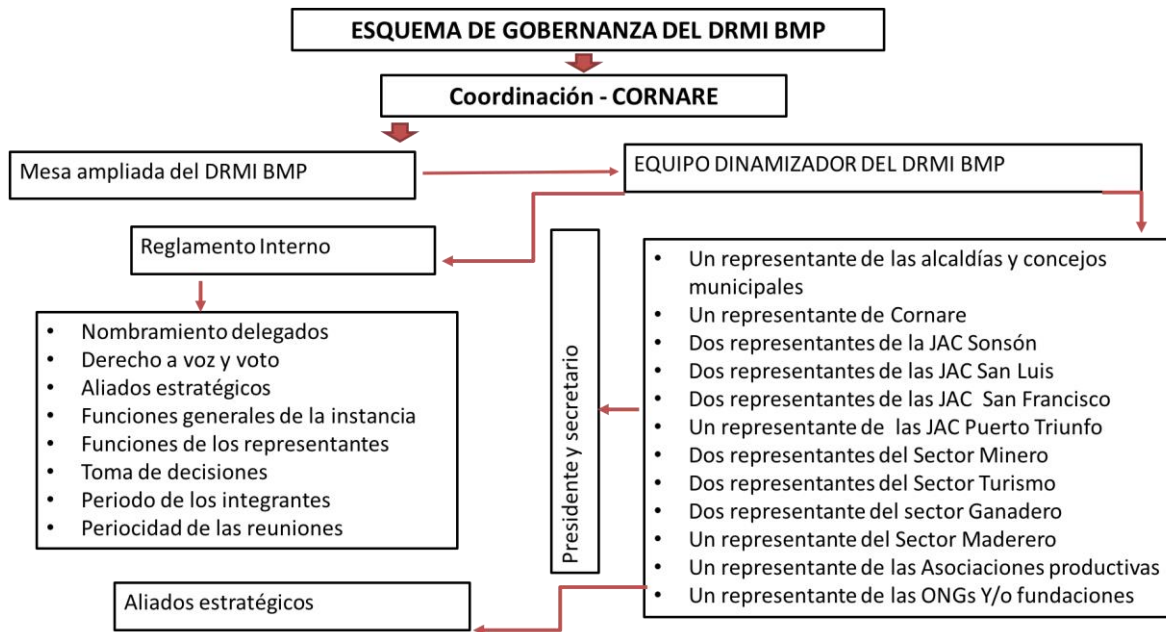 ESQUEMA DE GOBERNANZA DEL DRMI BMP
Coordinación - CORNARE
Mesa ampliada del DRMI BMP
EQUIPO DINAMIZADOR DEL DRMI BMP
Reglamento Interno
• Nombramiento delegados
• Derecho a voz y voto
• Aliados estratégicos
• Funciones generales de la instancia
• Funciones de los representantes
• Toma de decisiones
• Periodo de los integrantes
• Periocidad de las reuniones
Presidente y secretario
• Un representante de las alcaldías y concejos
municipales
• Un representante de Cornare
• Dos representantes de la JAC Sonsón
• Dos representantes de las JAC San Luis
• Dos representantes de las JAC San Francisco
• Un representante de las JAC Puerto Triunfo
• Dos representantes del Sector Minero
• Dos representantes del Sector Turismo
• Dos representante del sector Ganadero
• Un representante del Sector Maderero
• Un representante de las Asociaciones productivas
• Un representante de las ONGs Y/o fundaciones
Aliados estratégicos